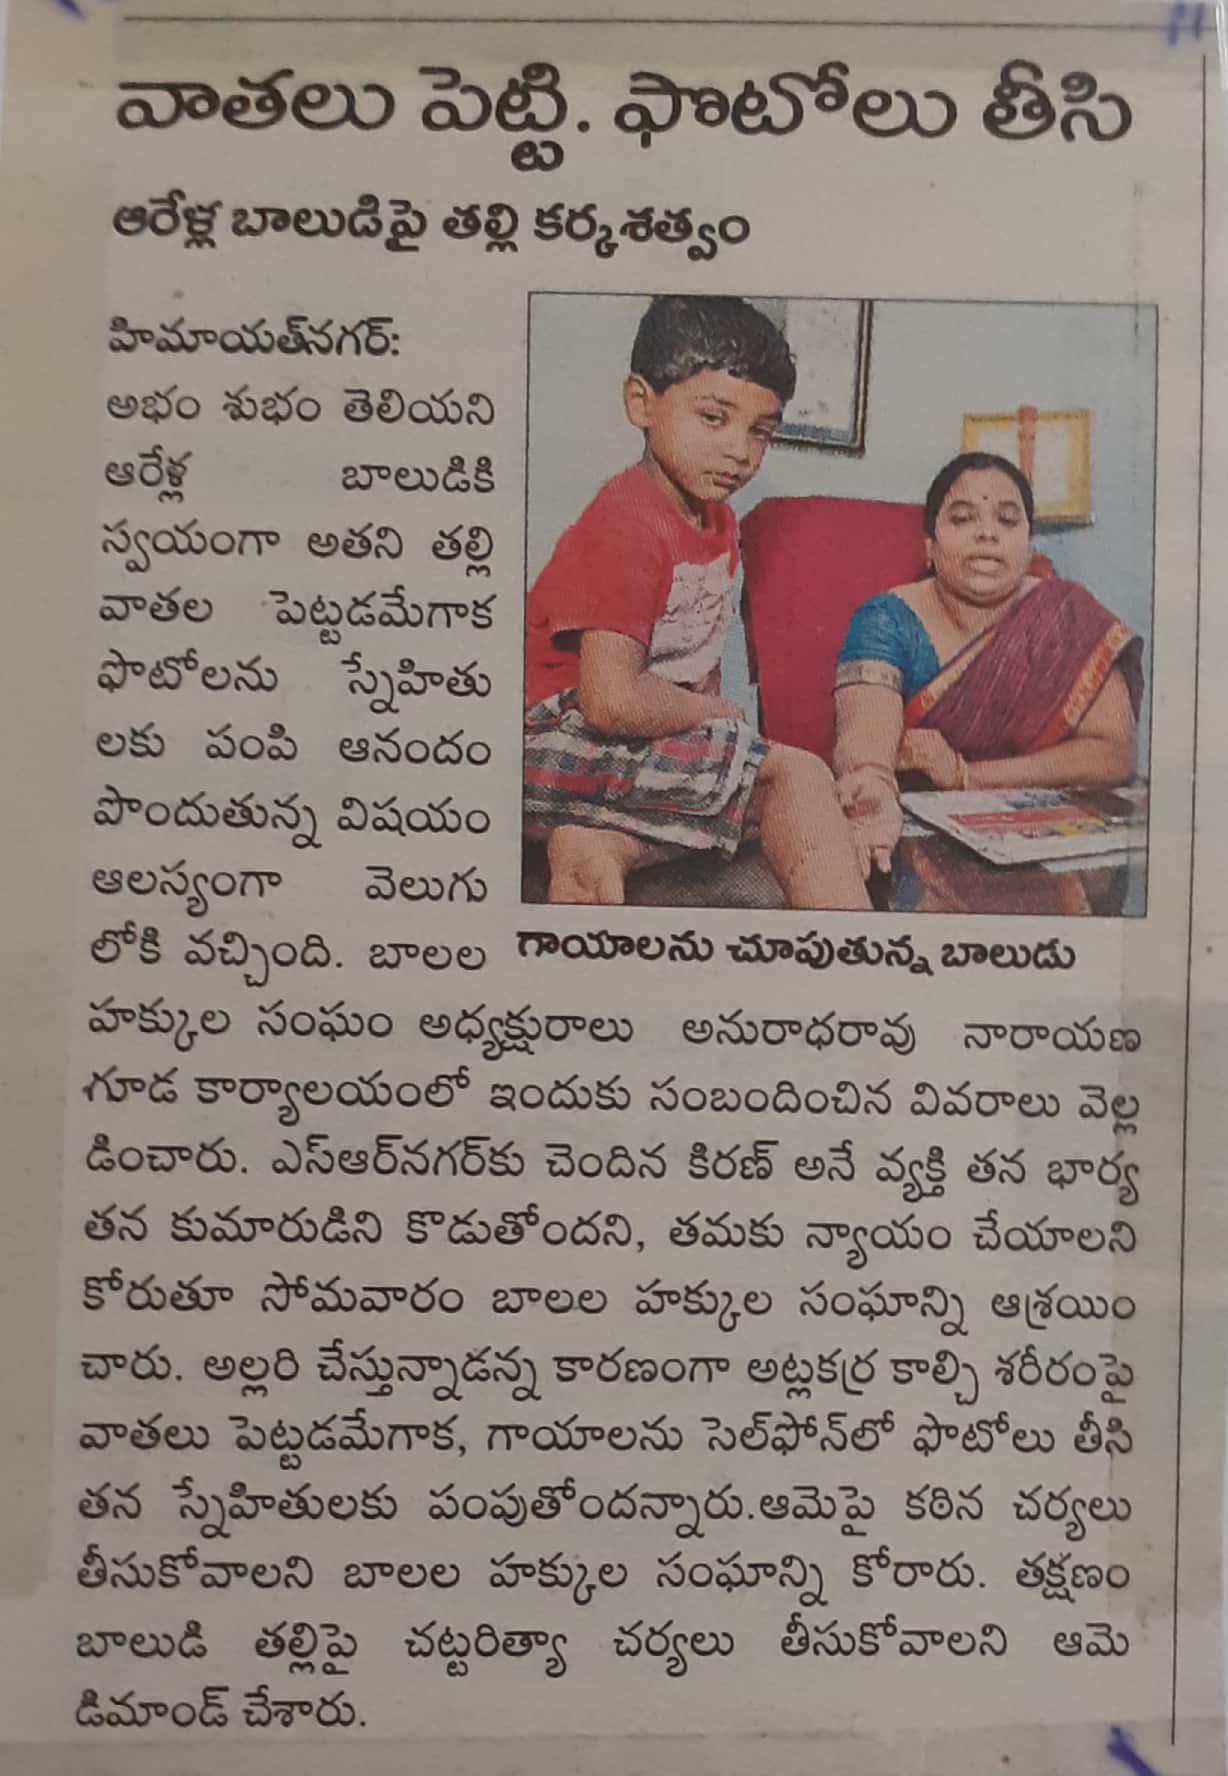 వాతలు పెట్టి. ఫొటోలు తీసి
ఆరేళ్ల బాలుడిపై తల్లి కర్కశత్వం
హిమాయత్‌నగర్:
అభం శుభం తెలియని
ఆరేళ్ల బాలుడికి
స్వయంగా అతని తల్లి
వాతల పెట్టడమేగాక
ఫొటోలను స్నేహితు
లకు పంపి ఆనందం
పొందుతున్న విషయం
ఆలస్యంగా వెలుగు
లోకి వచ్చింది. బాలల
గాయాలను చూపుతున్న బాలుడు
హక్కుల సంఘం అధ్యక్షురాలు అనురాధరావు నారాయణ
గూడ కార్యాలయంలో ఇందుకు సంబందించిన వివరాలు వెల్ల
డించారు. ఎస్ఆర్‌నగర్‌కు చెందిన కిరణ్ అనే వ్యక్తి తన భార్య
తన కుమారుడిని కొడుతోందని, తమకు న్యాయం చేయాలని
కోరుతూ సోమవారం బాలల హక్కుల సంఘాన్ని ఆశ్రయిం
చారు. అల్లరి చేస్తున్నాడన్న కారణంగా అట్లకర్ర కాల్చి శరీరంపై
వాతలు పెట్టడమేగాక, గాయాలను సెల్‌ఫోన్‌లో ఫొటోలు తీసి
తన స్నేహితులకు పంపుతోందన్నారు.ఆమెపై కఠిన చర్యలు
తీసుకోవాలని బాలల హక్కుల సంఘాన్ని కోరారు. తక్షణం
బాలుడి తల్లిపై చట్టరిత్యా చర్యలు తీసుకోవాలని ఆమె
డిమాండ్ చేశారు.